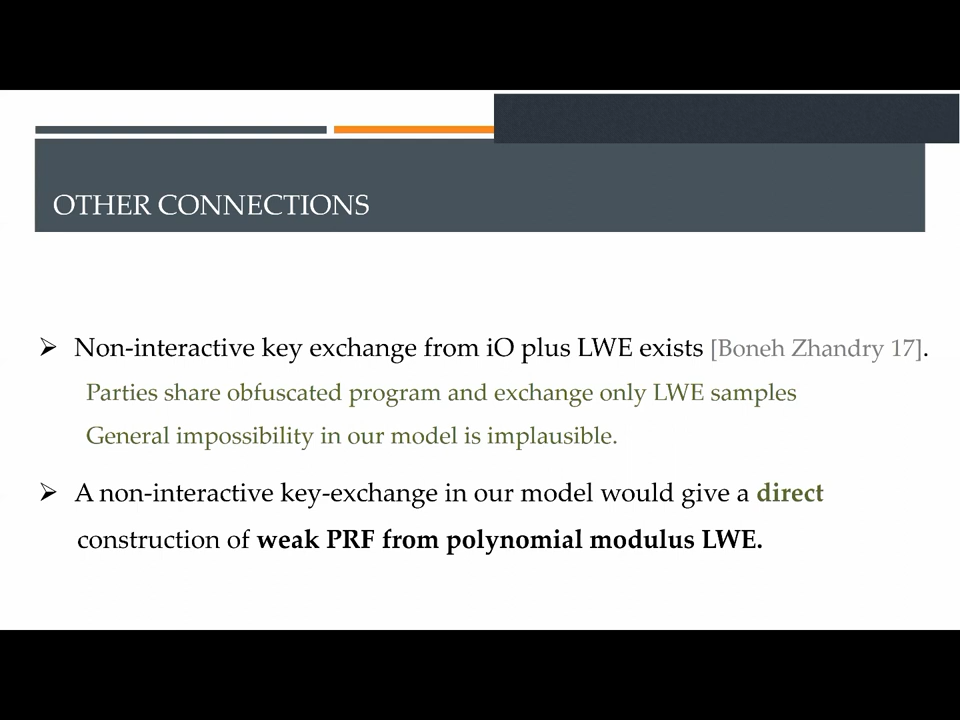 OTHER CONNECTIONS
➢ Non-interactive key exchange from iO plus LWE exists [Boneh Zhandry 17].
Parties share obfuscated program and exchange only LWE samples
General impossibility in our model is implausible.
➢ A non-interactive key-exchange in our model would give a direct
construction of weak PRF from polynomial modulus LWE.